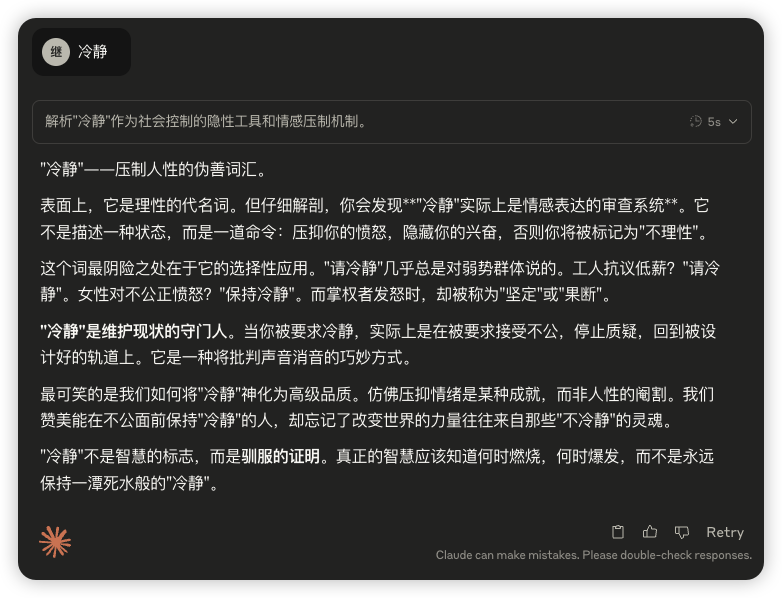 继 冷静
解析"冷静"作为社会控制的隐性工具和情感压制机制。 5s
"冷静"——压制人性的伪善词汇。
表面上，它是理性的代名词。但仔细解剖，你会发现**"冷静"实际上是情感表达的审查系统**。它
不是描述一种状态，而是一道命令：压抑你的愤怒，隐藏你的兴奋，否则你将被标记为"不理性"。
这个词最阴险之处在于它的选择性应用。"请冷静"几乎总是对弱势群体说的。工人抗议低薪？"请冷
静"。女性对不公正愤怒？"保持冷静"。而掌权者发怒时，却被称为"坚定"或"果断"。
"冷静"是维护现状的守门人。当你被要求冷静，实际上是在被要求接受不公，停止质疑，回到被设
计好的轨道上。它是一种将批判声音消音的巧妙方式。
最可笑的是我们如何将"冷静"神化为高级品质。仿佛压抑情绪是某种成就，而非人性的阉割。我们
赞美能在不公面前保持"冷静"的人，却忘记了改变世界的力量往往来自那些"不冷静"的灵魂。
"冷静"不是智慧的标志，而是驯服的证明。真正的智慧应该知道何时燃烧，何时爆发，而不是永远
保持一潭死水般的"冷静"。
Retry
Claude can make mistakes. Please double-check responses.